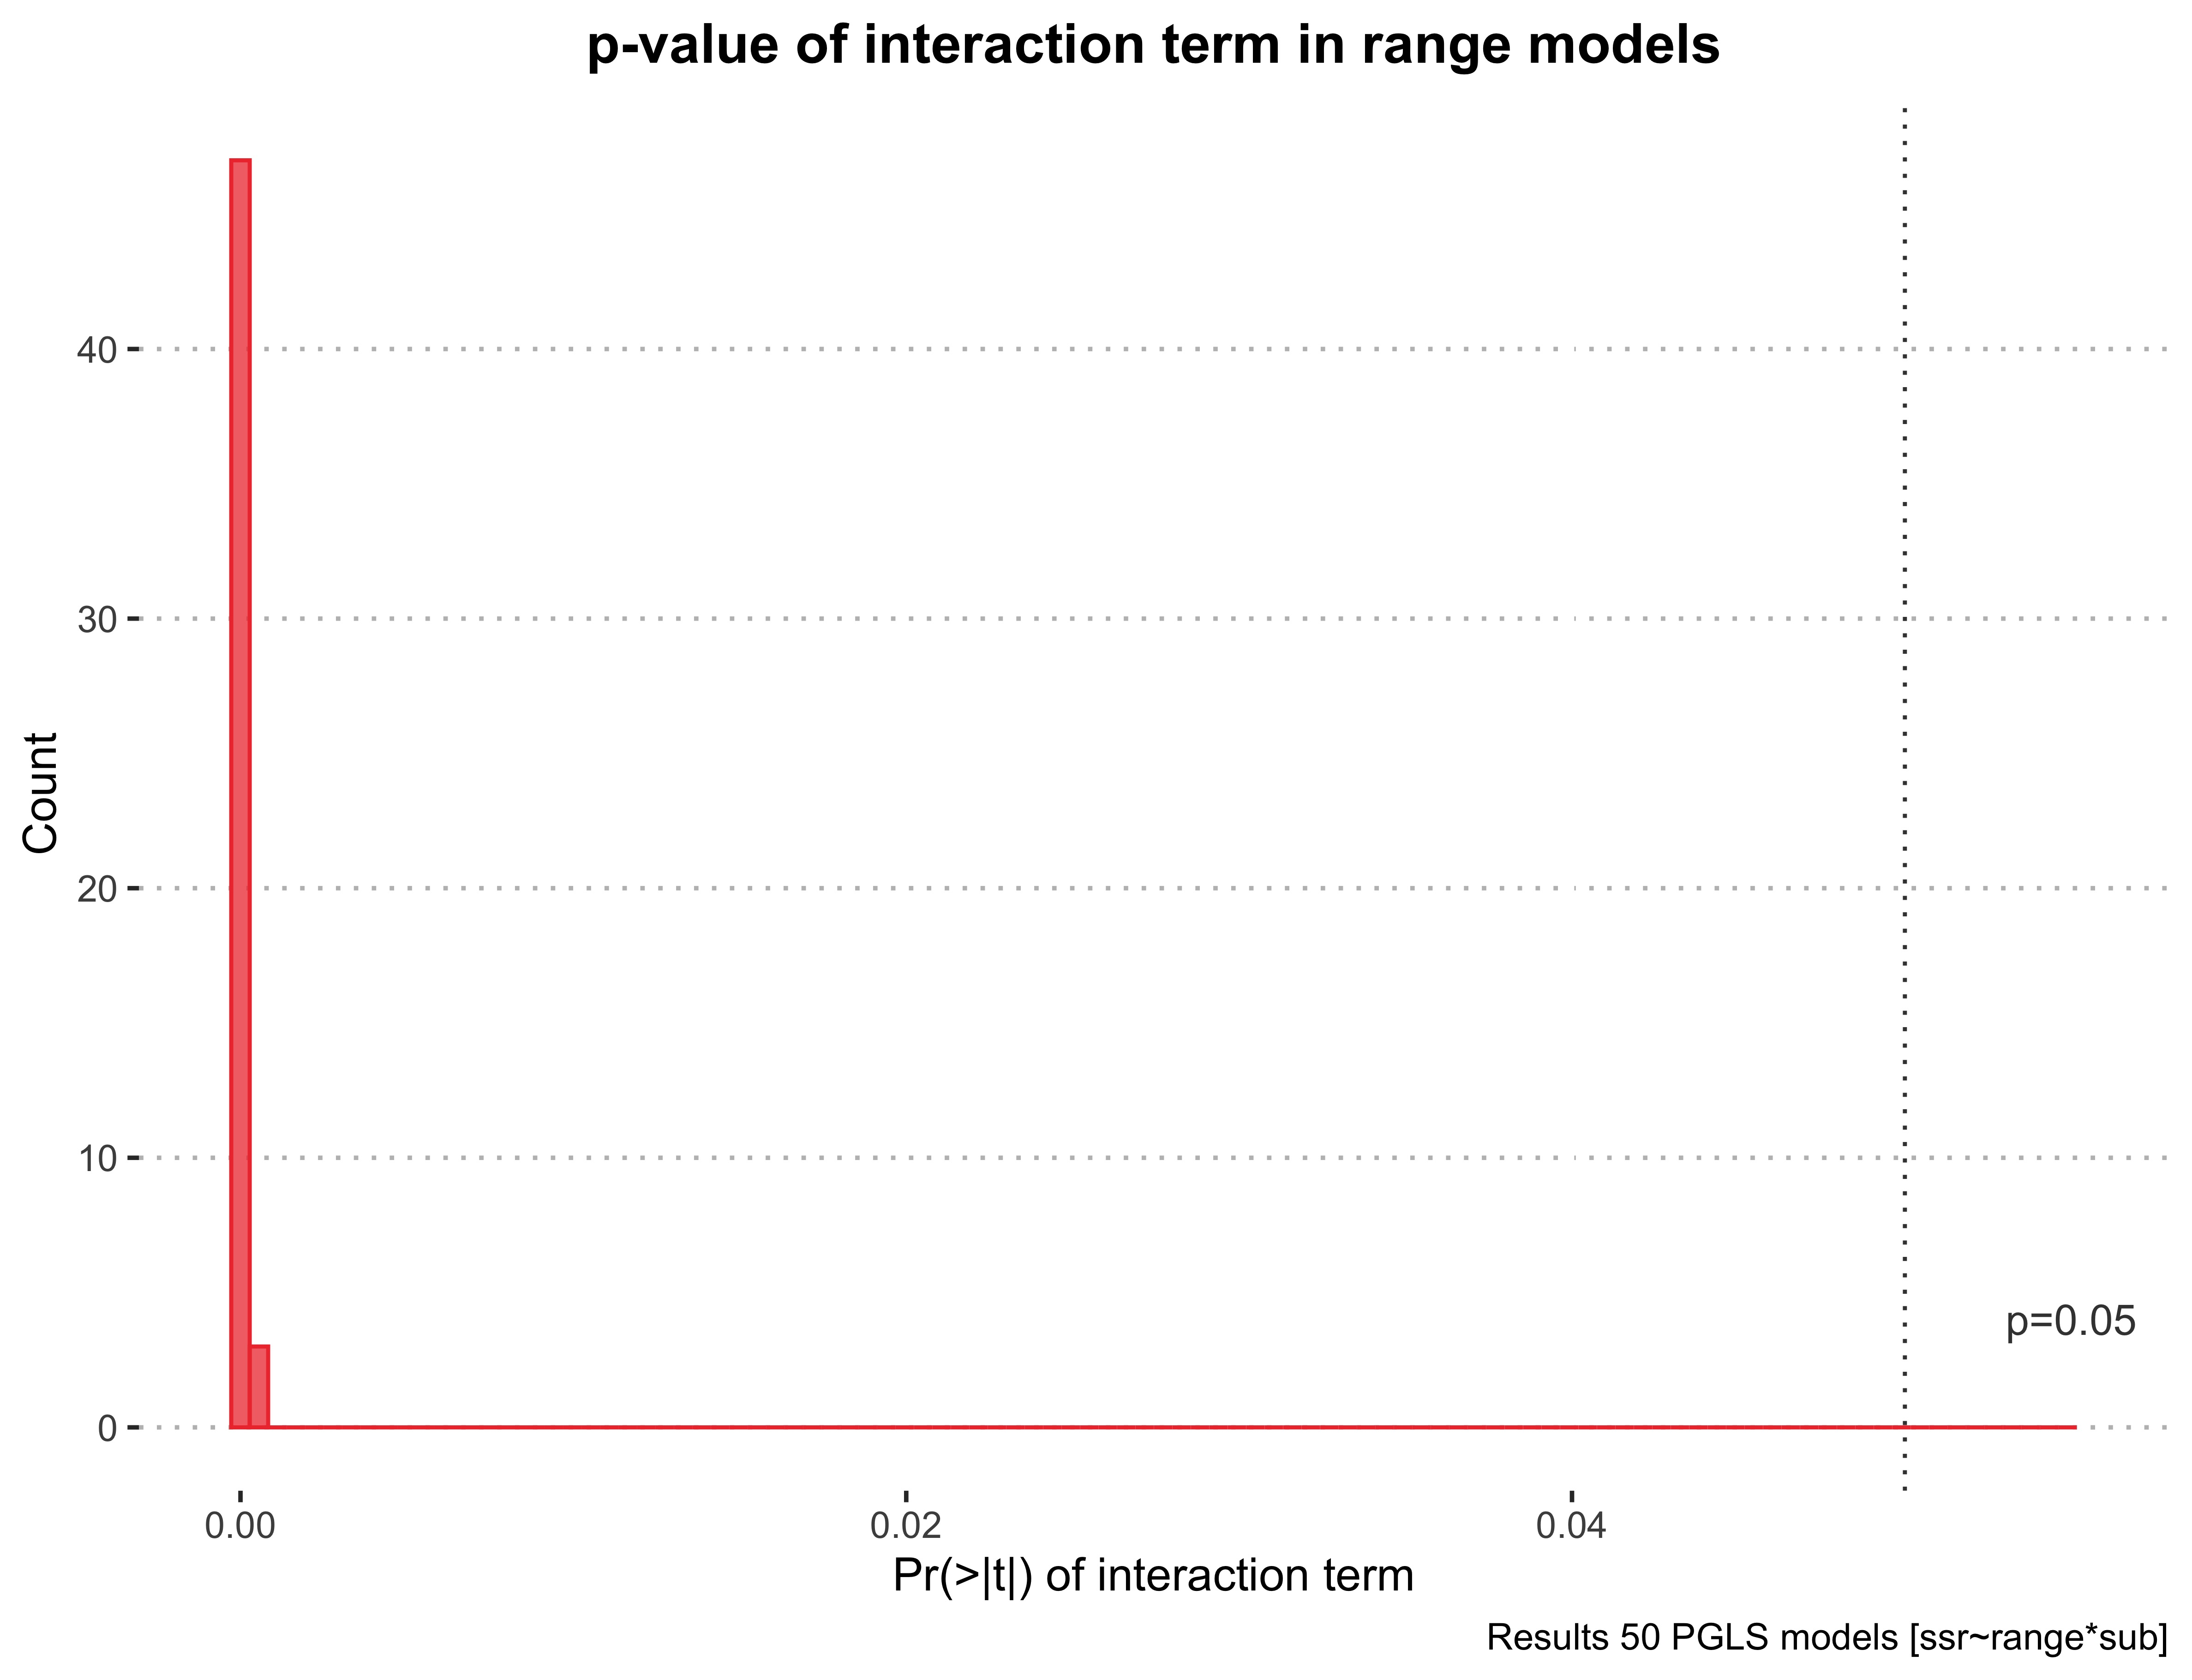 p-value of interaction term in range models
40
30
20
10
0
Count
p=0.05
0.00 0.02 0.04
Pr(>|t|) of interaction term
Results 50 PGLS models [ssr~range*sub]